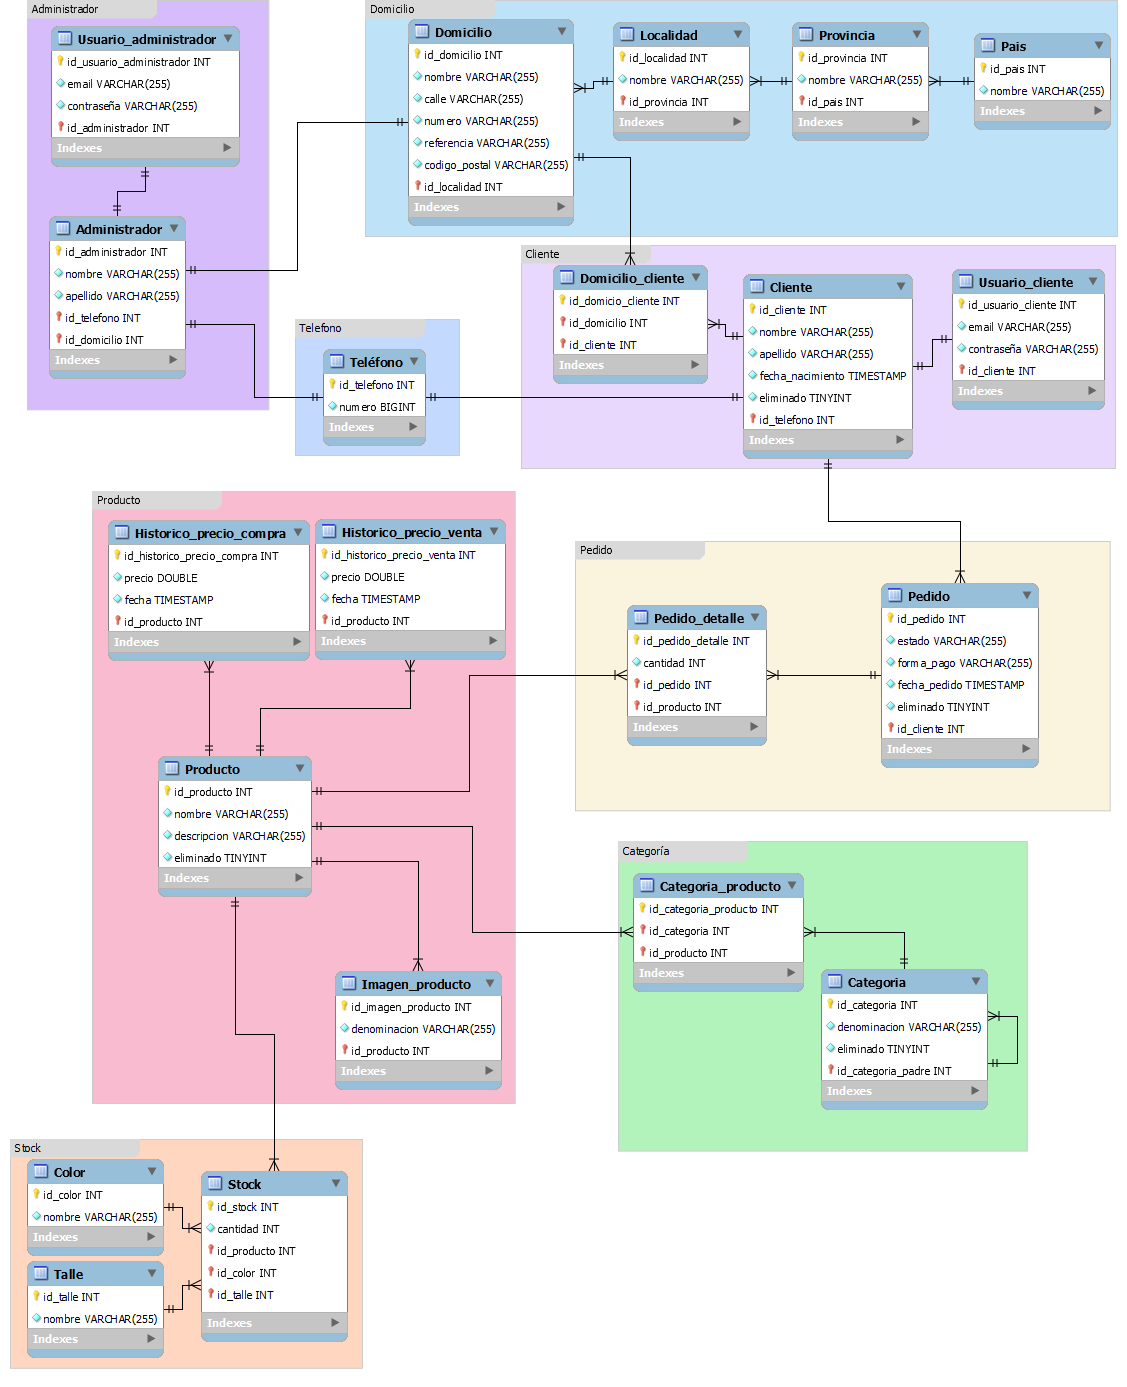 Administrador
Usuario_administrador
id_usuario_administrador INT
email VARCHAR(255)
contraseña VARCHAR(255)
id_administrador INT
Indexes
Administrador
id_administrador INT
nombre VARCHAR(255)
apellido VARCHAR(255)
id_telefono INT
id_domicilio INT
Indexes
Domicilio
Domicilio
id_domicilio INT
nombre VARCHAR(255)
calle VARCHAR(255)
numero VARCHAR(255)
referencia VARCHAR(255)
codigo_postal VARCHAR(255)
id_localidad INT
Indexes
Localidad
id_localidad INT
nombre VARCHAR(255)
id_provincia INT
Indexes
Provincia
id_provincia INT
nombre VARCHAR(255)
id_pais INT
Indexes
Pais
id_pais INT
nombre VARCHAR(255)
Indexes
Telefono
Teléfono
id_telefono INT
numero BIGINT
Indexes
Cliente
Domicilio_cliente
id_domicio_cliente INT
id_domicilio INT
id_cliente INT
Indexes
Cliente
id_cliente INT
nombre VARCHAR(255)
apellido VARCHAR(255)
fecha_nacimiento TIMESTAMP
eliminado TINYINT
id_telefono INT
Indexes
Usuario_cliente
id_usuario_cliente INT
email VARCHAR(255)
contraseña VARCHAR(255)
id_cliente INT
Indexes
Producto
Historico_precio_compra
id_historico_precio_compra INT
precio DOUBLE
fecha TIMESTAMP
id_producto INT
Indexes
Historico_precio_venta
id_historico_precio_venta INT
precio DOUBLE
fecha TIMESTAMP
id_producto INT
Indexes
Producto
id_producto INT
nombre VARCHAR(255)
descripcion VARCHAR(255)
eliminado TINYINT
Indexes
Imagen_producto
id_imagen_producto INT
denominacion VARCHAR(255)
id_producto INT
Indexes
Pedido
Pedido_detalle
id_pedido_detalle INT
cantidad INT
id_pedido INT
id_producto INT
Indexes
Pedido
id_pedido INT
estado VARCHAR(255)
forma_pago VARCHAR(255)
fecha_pedido TIMESTAMP
eliminado TINYINT
id_cliente INT
Indexes
Categoría
Categoria_producto
id_categoria_producto INT
id_categoria INT
id_producto INT
Indexes
Categoria
id_categoria INT
denominacion VARCHAR(255)
eliminado TINYINT
id_categoria_padre INT
Indexes
Stock
Color
id_color INT
nombre VARCHAR(255)
Indexes
Talle
id_talle INT
nombre VARCHAR(255)
Indexes
Stock
id_stock INT
cantidad INT
id_producto INT
id_color INT
id_talle INT
Indexes